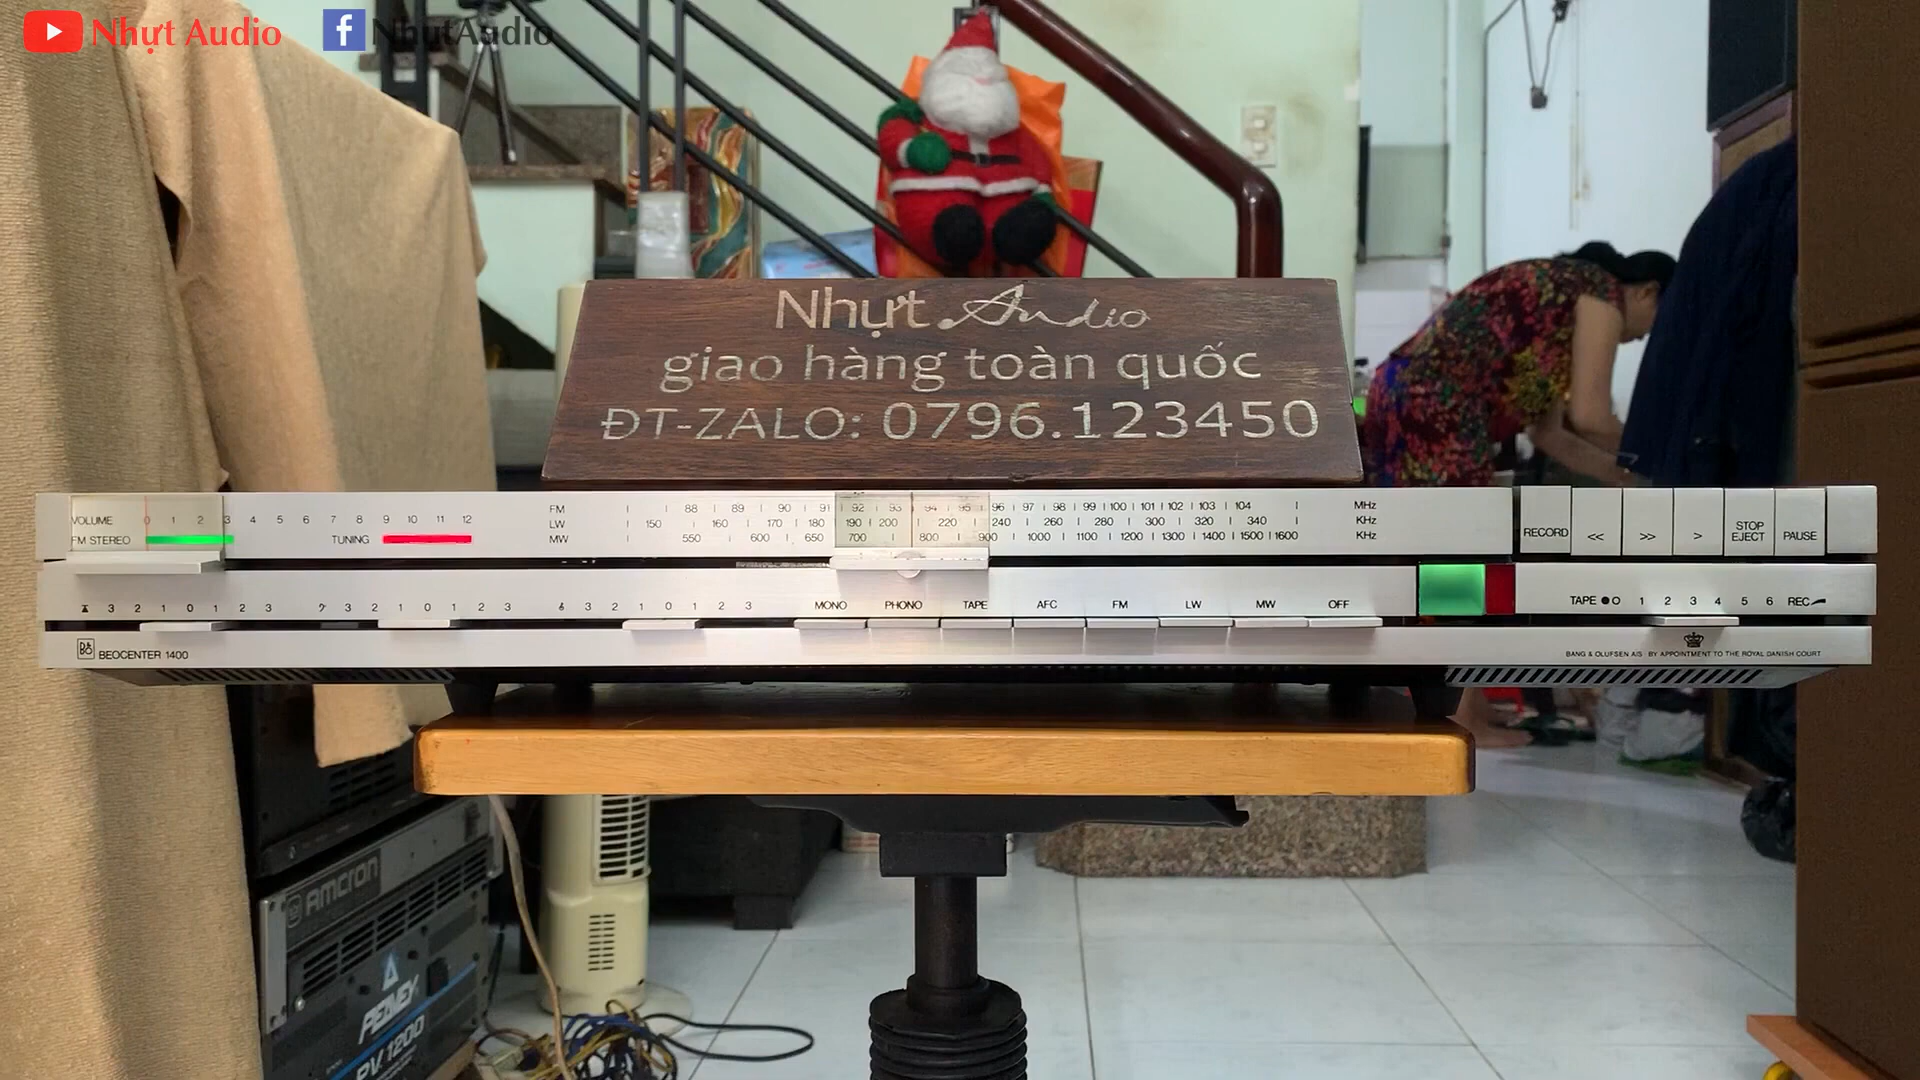 Nhựt Audio NhựtAudio
Nhựt Audio
giao hàng toàn quốc
ĐT-ZALO: 0796.123450
VOLUME 0 1 2 3 4 5 6 7 8 9 10 11 12
FM STEREO TUNING
FM 88 89 90 91 92 93 94 95 96 97 98 99 100 101 102 103 104 MHz
LW 150 160 170 180 190 200 220 240 260 280 300 320 340 KHz
MW 550 600 650 700 800 900 1000 1100 1200 1300 1400 1500 1600 KHz
RECORD << >> > STOP EJECT PAUSE
3 2 1 0 1 2 3 3 2 1 0 1 2 3 3 2 1 0 1 2 3 MONO PHONO TAPE AFC FM LW MW OFF
TAPE 1 2 3 4 5 6 REC
B&O BEOCENTER 1400
BANG & OLUFSEN A/S · BY APPOINTMENT TO THE ROYAL DANISH COURT
AMCRON
PEAVEY
PV 1200